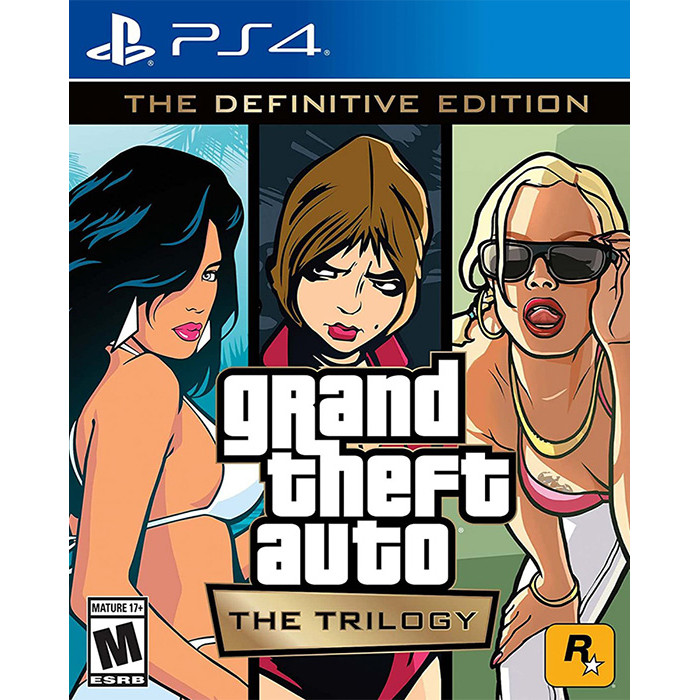 PS4
THE DEFINITIVE EDITION
grand
theft
auto
THE TRILOGY
MATURE 17+
M
ESRB
R